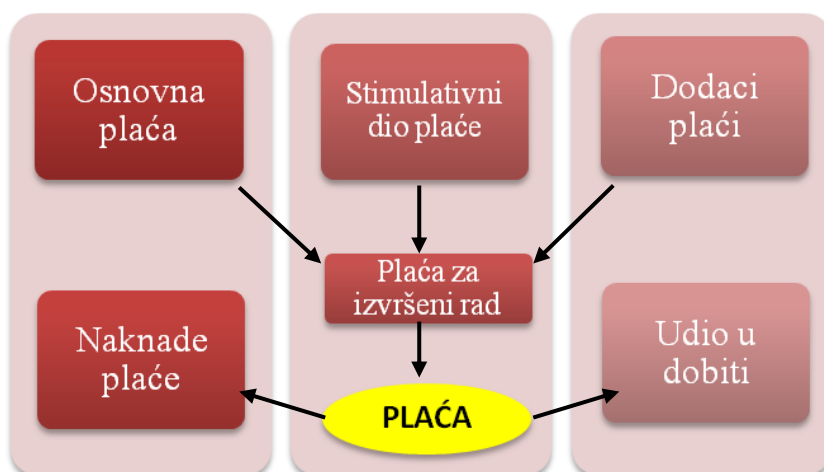 Osnovna
plaća
Stimulativni
dio plaće
Dodaci
plaći
Plaća za
izvršeni rad
Naknade
plaće
Udio u
dobiti
PLAĆA